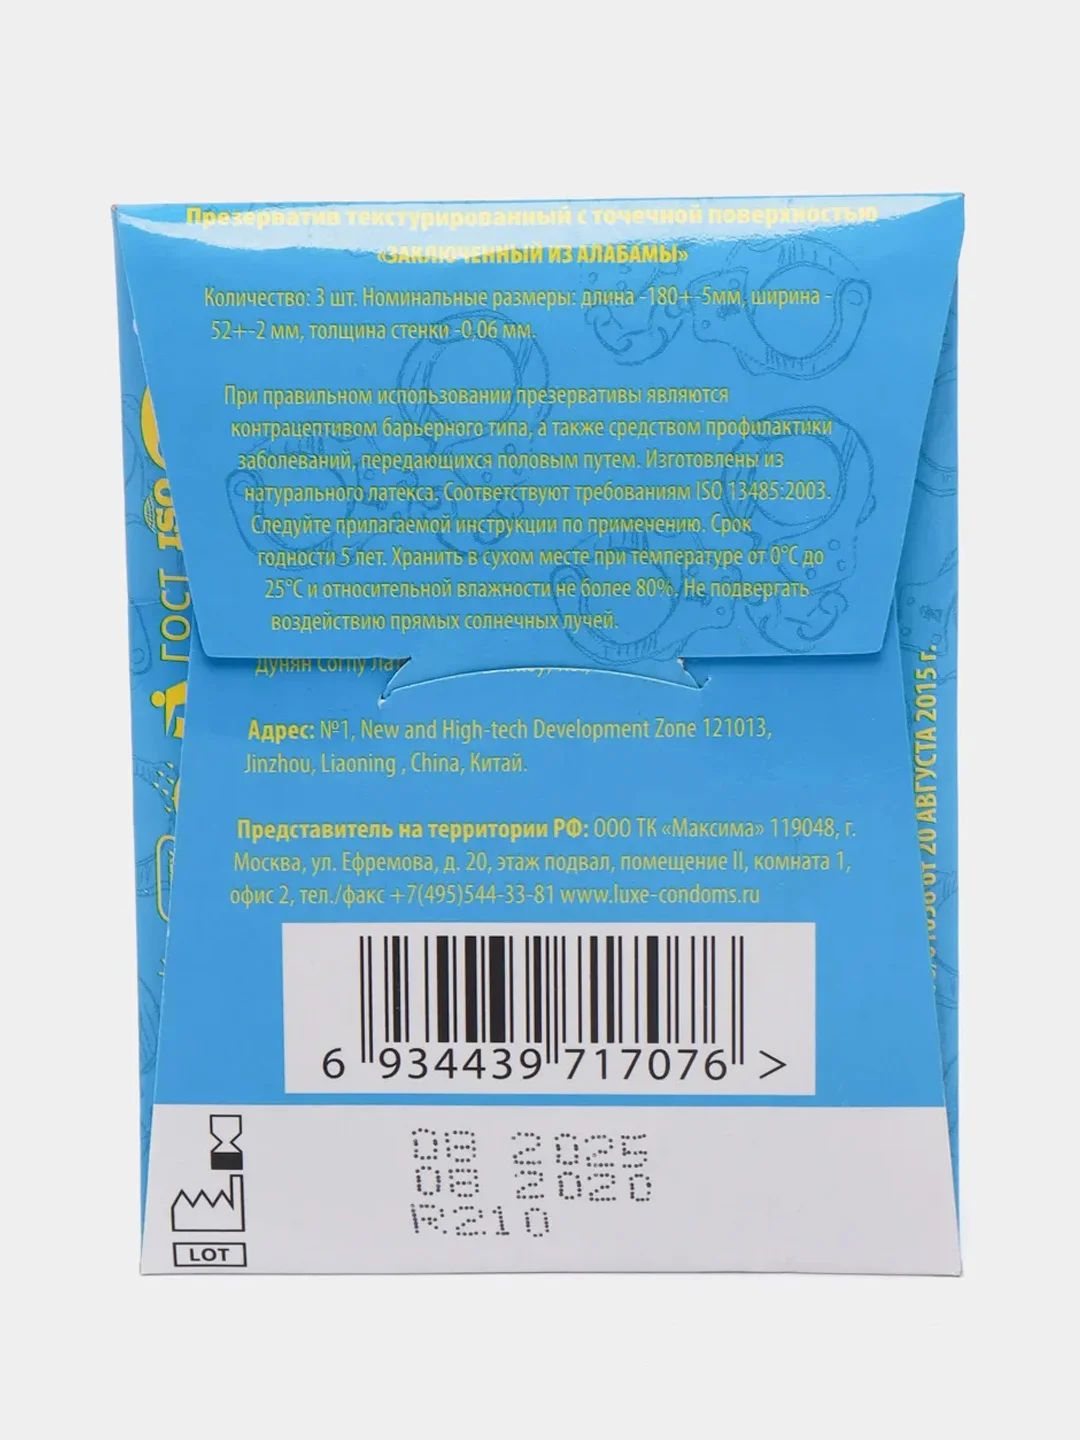 Презерватив текстурированный с точечной поверхностью
«ЗАКЛЮЧЕННЫЙ ИЗ АЛАБАМЫ»
Количество: 3 шт. Номинальные размеры: длина -180+-5мм, ширина -
52+-2 мм, толщина стенки -0,06 мм.
При правильном использовании презервативы являются
контрацептивом барьерного типа, а также средством профилактики
заболеваний, передающихся половым путем. Изготовлены из
натурального латекса. Соответствуют требованиям ISO 13485:2003.
Следуйте прилагаемой инструкции по применению. Срок
годности 5 лет. Хранить в сухом месте при температуре от 0°С до
25°С и относительной влажности не более 80%. Не подвергать
воздействию прямых солнечных лучей.
Адрес: №1, New and High-tech Development Zone 121013,
Jinzhou, Liaoning , China, Китай.
Представитель на территории РФ: ООО ТК «Максима» 119048, г.
Москва, ул. Ефремова, д. 20, этаж подвал, помещение II, комната 1,
офис 2, тел./факс +7(495)544-33-81 www.luxe-condoms.ru
6 934439 717076 >
08 2025
08 2020
R210
LOT
ГОСТ ISO
от 20 АВГУСТА 2015 г.